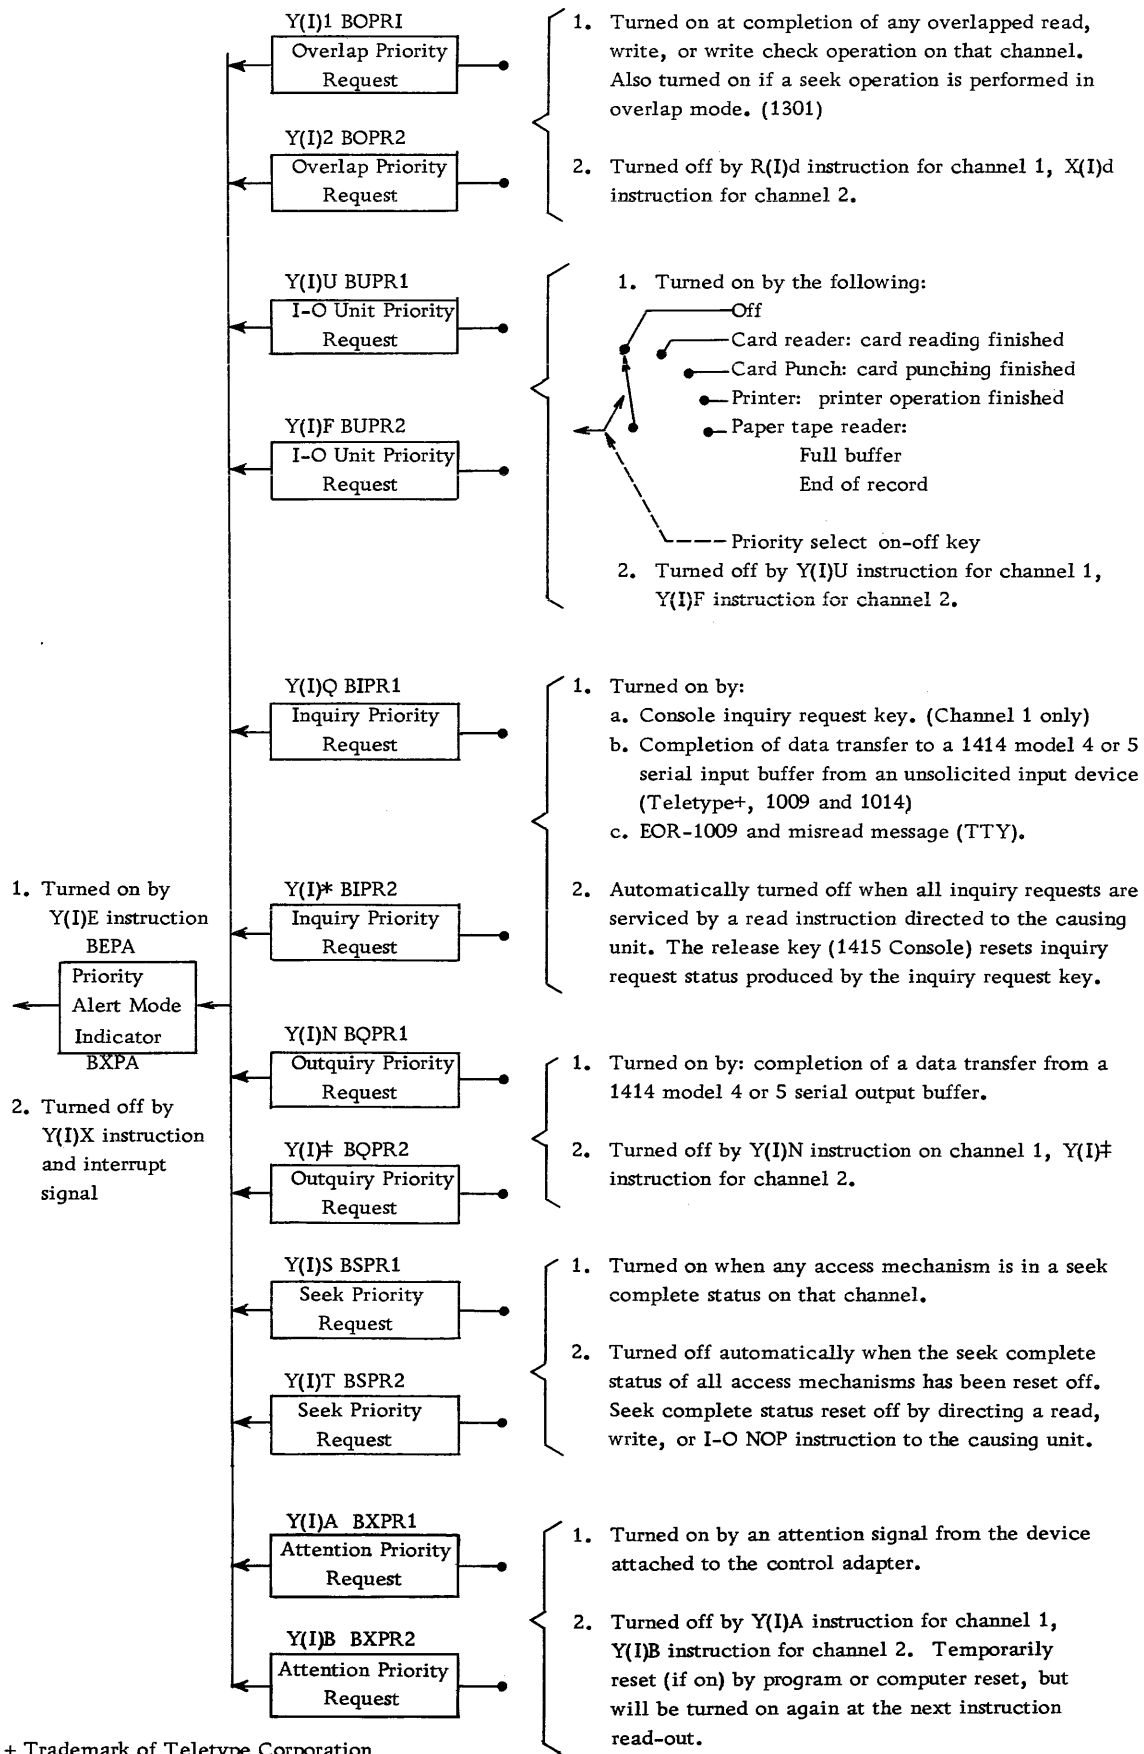 Y(I)1 BOPRI
Overlap Priority
Request
1. Turned on at completion of any overlapped read,
write, or write check operation on that channel.
Also turned on if a seek operation is performed in
overlap mode. (1301)
Y(I)2 BOPR2
Overlap Priority
Request
2. Turned off by R(I)d instruction for channel 1, X(I)d
instruction for channel 2.
Y(I)U BUPR1
I-O Unit Priority
Request
Y(I)F BUPR2
I-O Unit Priority
Request
1. Turned on by the following:
Off
Card reader: card reading finished
Card Punch: card punching finished
Printer: printer operation finished
Paper tape reader:
Full buffer
End of record
Priority select on-off key
2. Turned off by Y(I)U instruction for channel 1,
Y(I)F instruction for channel 2.
Y(I)Q BIPR1
Inquiry Priority
Request
1. Turned on by:
a. Console inquiry request key. (Channel 1 only)
b. Completion of data transfer to a 1414 model 4 or 5
serial input buffer from an unsolicited input device
(Teletype+, 1009 and 1014)
c. EOR-1009 and misread message (TTY).
Y(I)* BIPR2
Inquiry Priority
Request
2. Automatically turned off when all inquiry requests are
serviced by a read instruction directed to the causing
unit. The release key (1415 Console) resets inquiry
request status produced by the inquiry request key.
1. Turned on by
Y(I)E instruction
BEPA
Priority
Alert Mode
Indicator
BXPA
2. Turned off by
Y(I)X instruction
and interrupt
signal
Y(I)N BQPR1
Outquiry Priority
Request
1. Turned on by: completion of a data transfer from a
1414 model 4 or 5 serial output buffer.
Y(I)‡ BQPR2
Outquiry Priority
Request
2. Turned off by Y(I)N instruction on channel 1, Y(I)‡
instruction for channel 2.
Y(I)S BSPR1
Seek Priority
Request
1. Turned on when any access mechanism is in a seek
complete status on that channel.
Y(I)T BSPR2
Seek Priority
Request
2. Turned off automatically when the seek complete
status of all access mechanisms has been reset off.
Seek complete status reset off by directing a read,
write, or I-O NOP instruction to the causing unit.
Y(I)A BXPR1
Attention Priority
Request
1. Turned on by an attention signal from the device
attached to the control adapter.
Y(I)B BXPR2
Attention Priority
Request
2. Turned off by Y(I)A instruction for channel 1,
Y(I)B instruction for channel 2. Temporarily
reset (if on) by program or computer reset, but
will be turned on again at the next instruction
read-out.
+ Trademark of Teletype Corporation